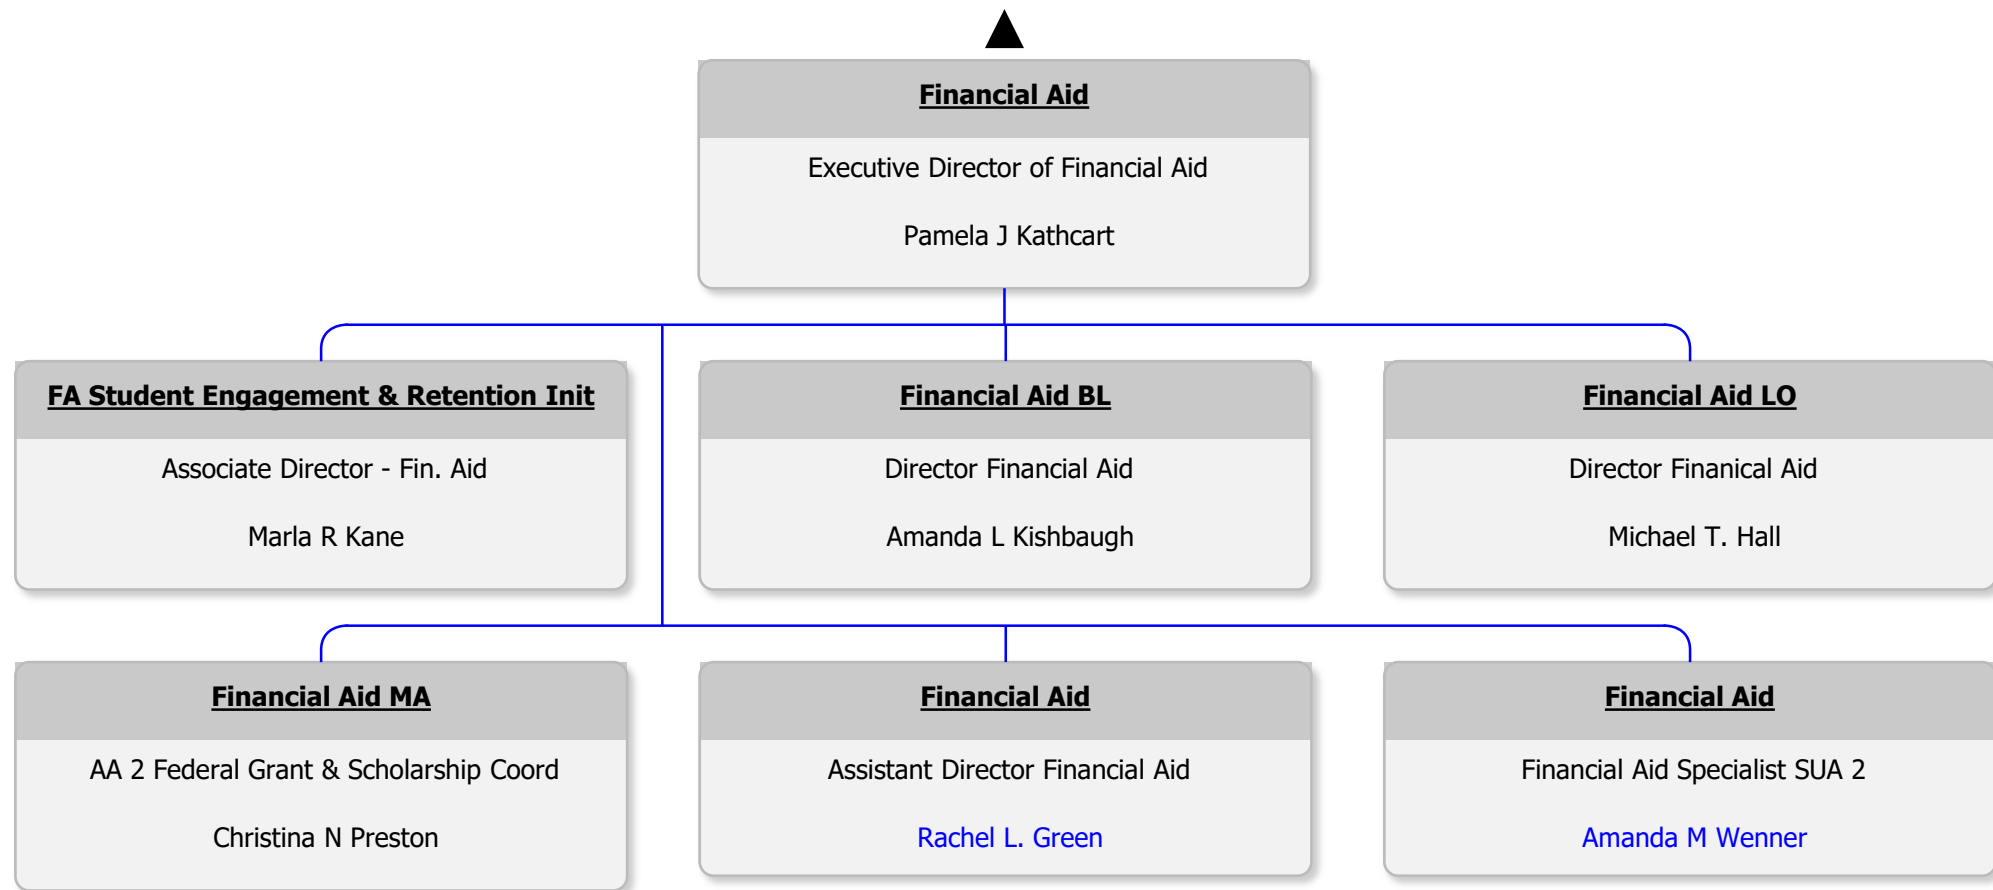 Financial Aid
Executive Director of Financial Aid
Pamela J Kathcart
FA Student Engagement & Retention Init
Associate Director - Fin. Aid
Marla R Kane
Financial Aid BL
Director Financial Aid
Amanda L Kishbaugh
Financial Aid LO
Director Finanical Aid
Michael T. Hall
Financial Aid MA
AA 2 Federal Grant & Scholarship Coord
Christina N Preston
Financial Aid
Assistant Director Financial Aid
Rachel L. Green
Financial Aid
Financial Aid Specialist SUA 2
Amanda M Wenner